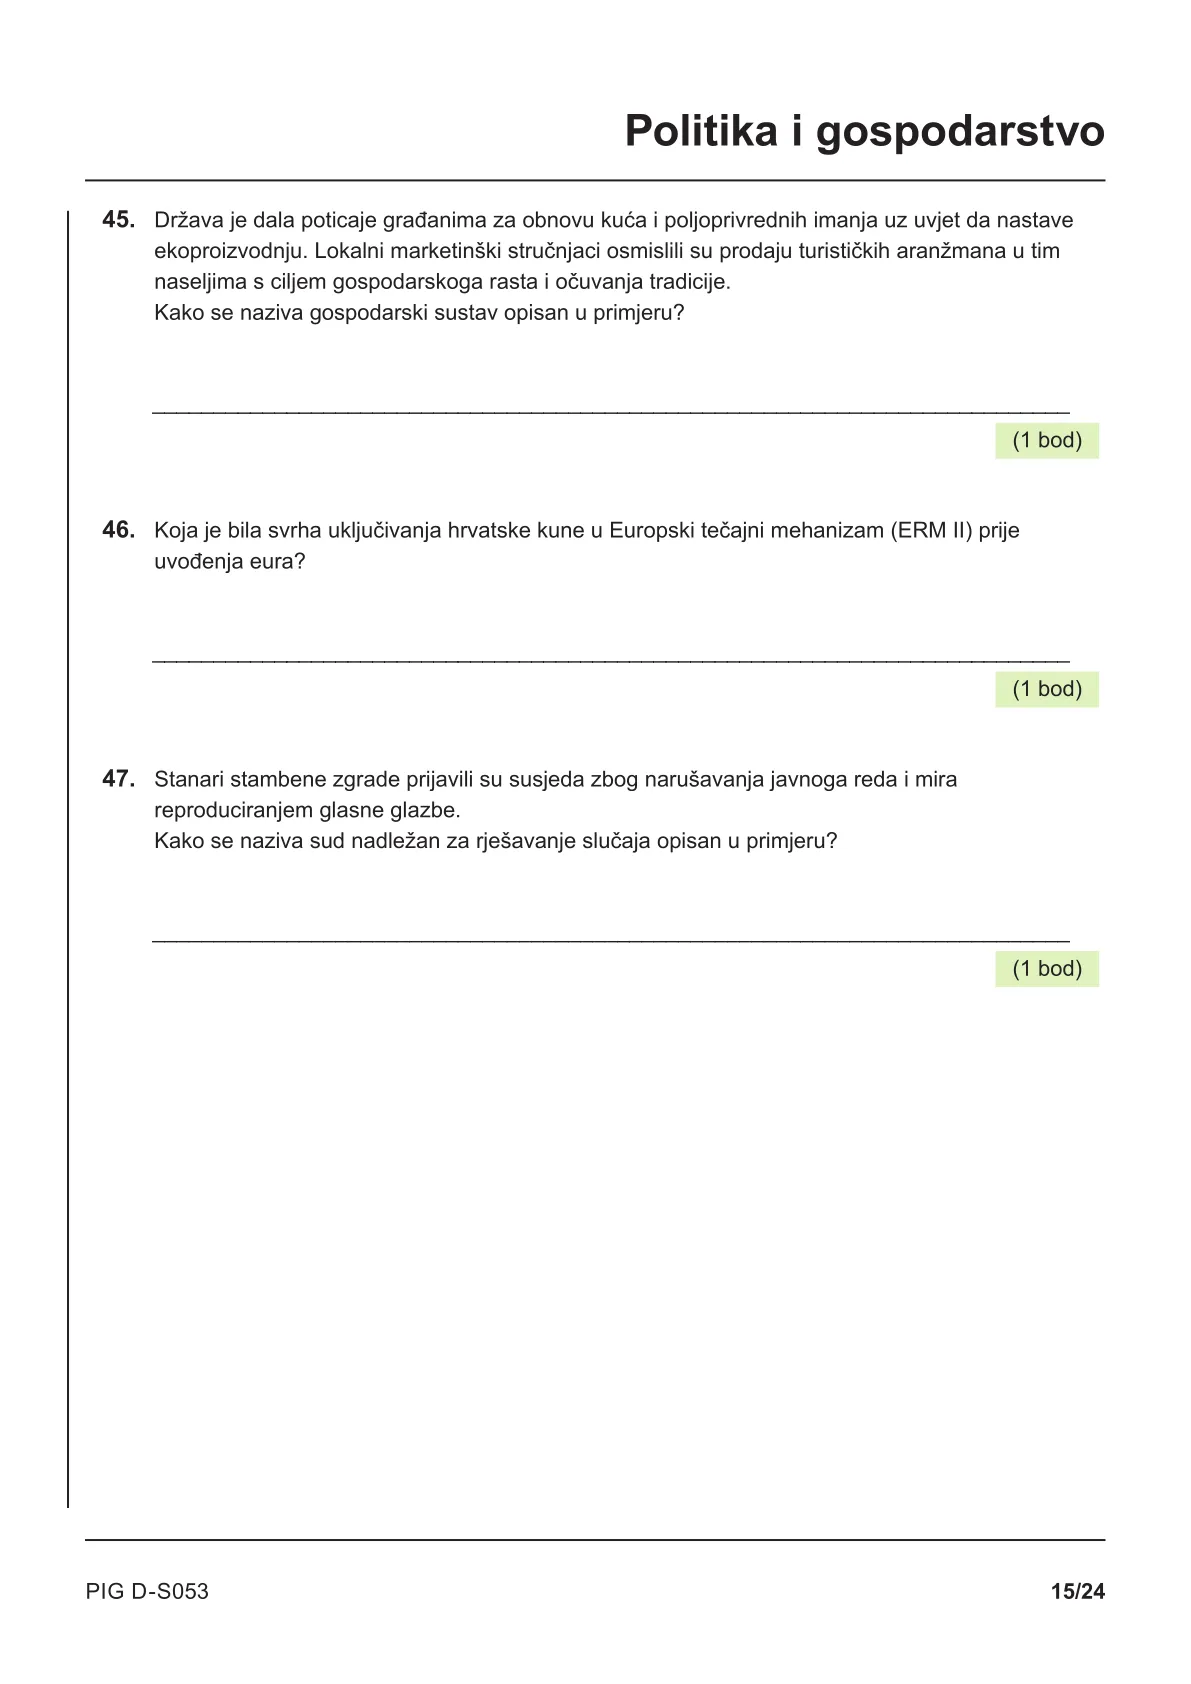 Politika i gospodarstvo
45. Država je dala poticaje građanima za obnovu kuća i poljoprivrednih imanja uz uvjet da nastave
ekoproizvodnju. Lokalni marketinški stručnjaci osmislili su prodaju turističkih aranžmana u tim
naseljima s ciljem gospodarskoga rasta i očuvanja tradicije.
Kako se naziva gospodarski sustav opisan u primjeru?
(1 bod)
46. Koja je bila svrha uključivanja hrvatske kune u Europski tečajni mehanizam (ERM II) prije
uvođenja eura?
(1 bod)
47. Stanari stambene zgrade prijavili su susjeda zbog narušavanja javnoga reda i mira
reproduciranjem glasne glazbe.
Kako se naziva sud nadležan za rješavanje slučaja opisan u primjeru?
(1 bod)
PIG D-S053
15/24